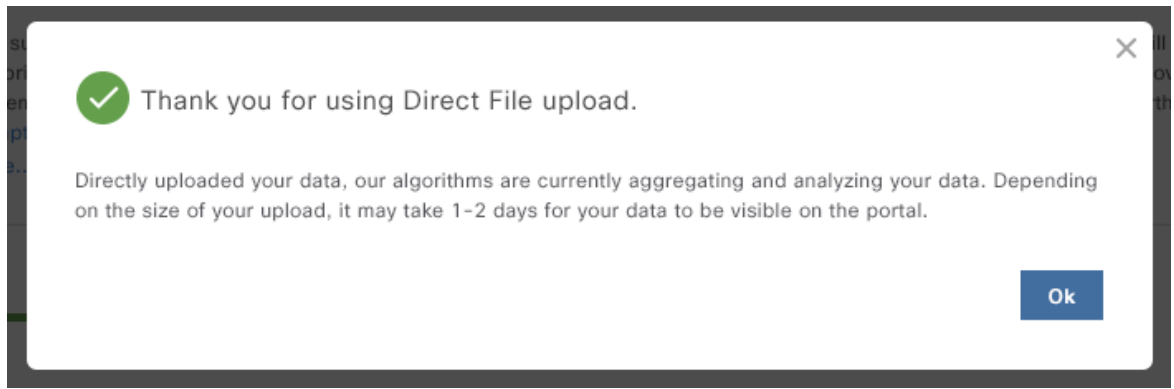 Thank you for using Direct File upload.
Directly uploaded your data, our algorithms are currently aggregating and analyzing your data. Depending
on the size of your upload, it may take 1-2 days for your data to be visible on the portal.
Ok